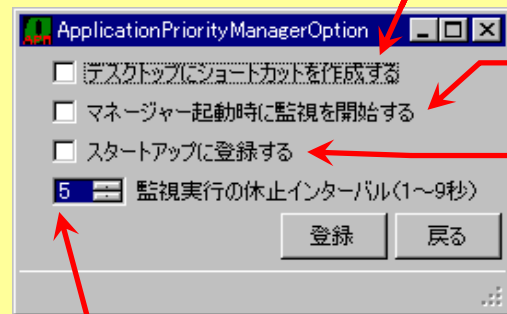 ApplicationPriorityManagerOption
デスクトップにショートカットを作成する
マネージャー起動時に監視を開始する
スタートアップに登録する
5 監視実行の休止インターバル(1～9秒)
登録 戻る